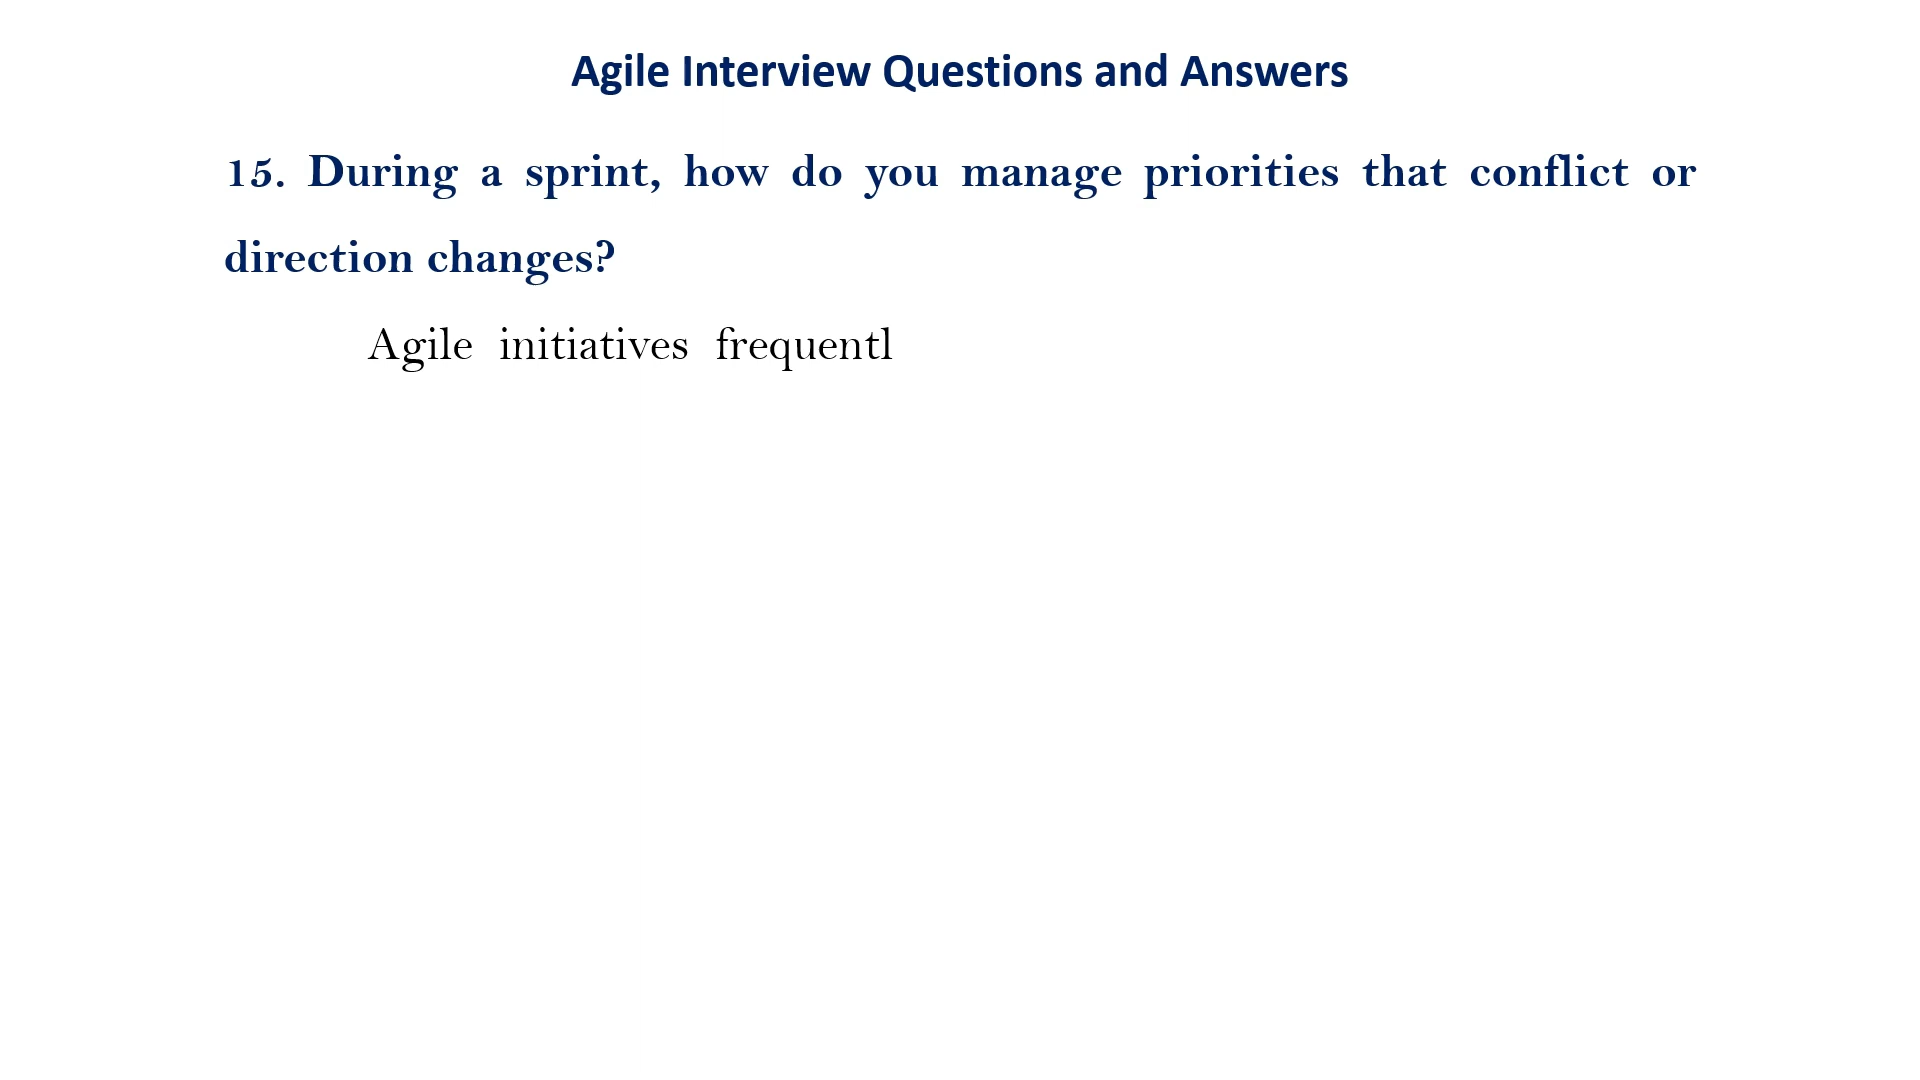 Agile Interview Questions and Answers
15. During a sprint, how do you manage priorities that conflict or
direction changes?
Agile initiatives frequentl